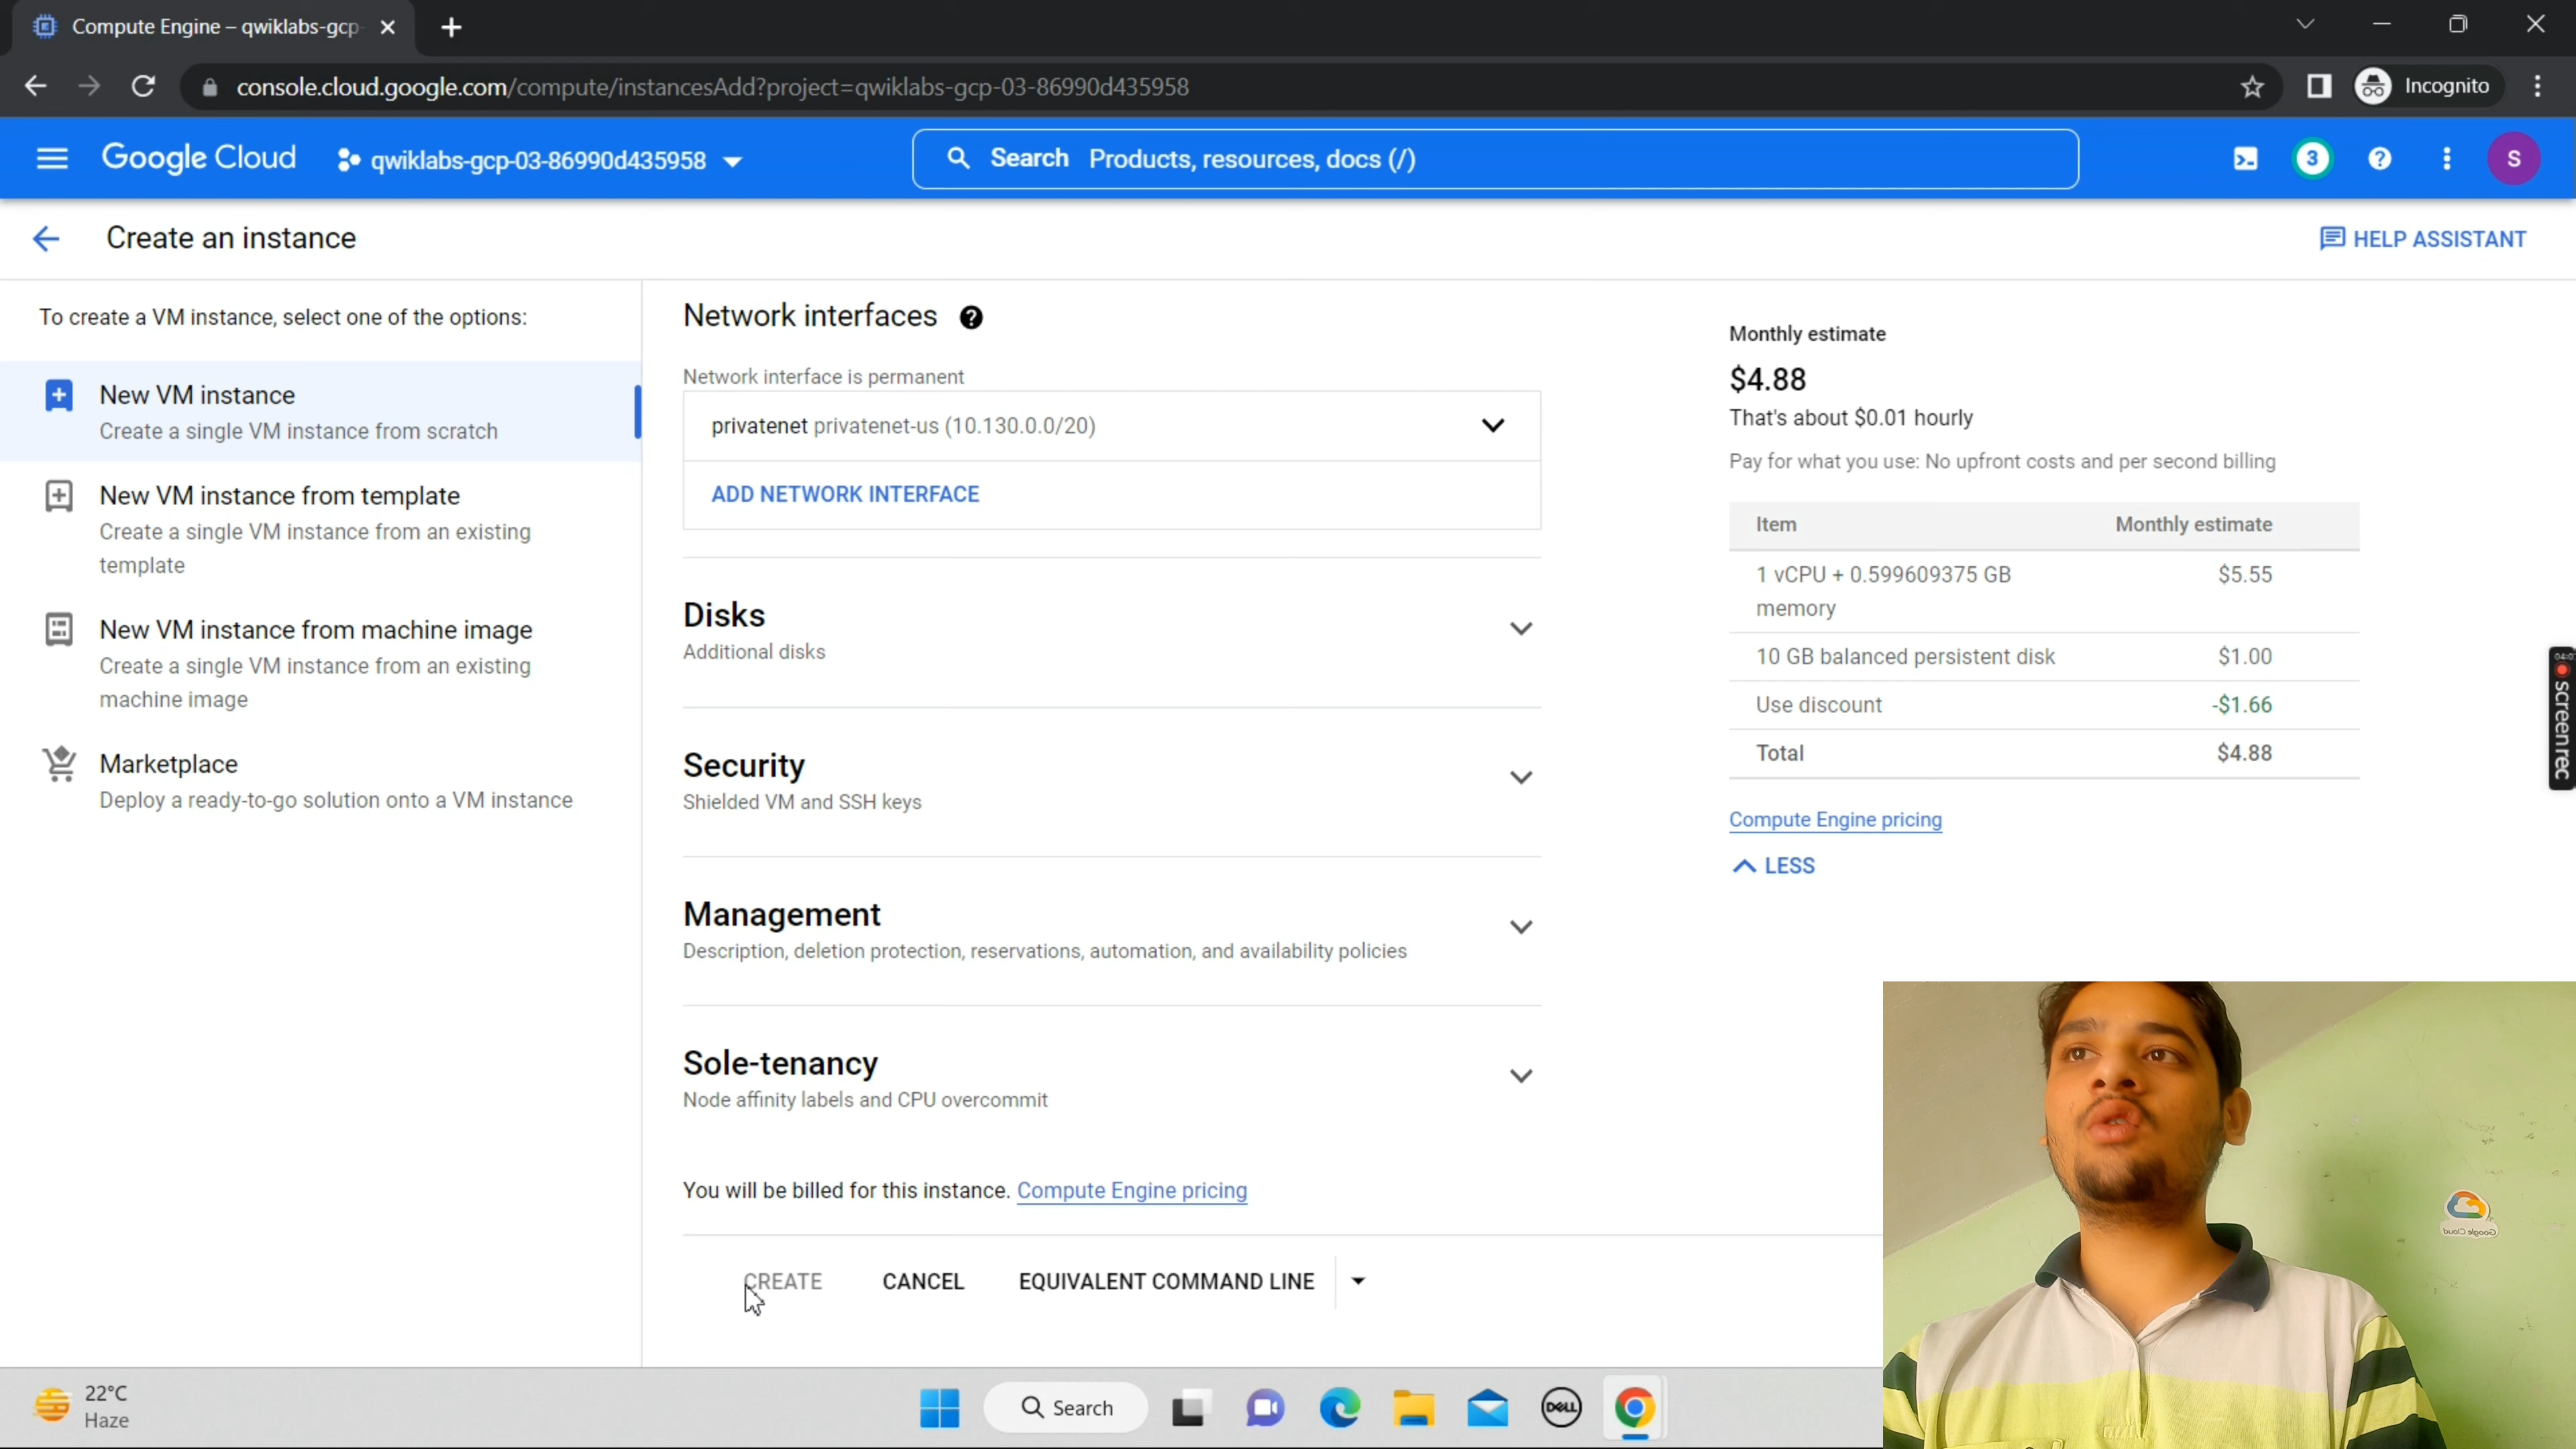 Compute Engine – qwiklabs-gcp-
console.cloud.google.com/compute/instancesAdd?project=qwiklabs-gcp-03-86990d435958
Incognito
Google Cloud
qwiklabs-gcp-03-86990d435958
Search Products, resources, docs (/)
3
S
Create an instance
HELP ASSISTANT
To create a VM instance, select one of the options:
New VM instance
Create a single VM instance from scratch
New VM instance from template
Create a single VM instance from an existing
template
New VM instance from machine image
Create a single VM instance from an existing
machine image
Marketplace
Deploy a ready-to-go solution onto a VM instance
Network interfaces
Network interface is permanent
privatenet privatenet-us (10.130.0.0/20)
ADD NETWORK INTERFACE
Disks
Additional disks
Security
Shielded VM and SSH keys
Management
Description, deletion protection, reservations, automation, and availability policies
Sole-tenancy
Node affinity labels and CPU overcommit
You will be billed for this instance. Compute Engine pricing
CREATE
CANCEL
EQUIVALENT COMMAND LINE
Monthly estimate
$4.88
That's about $0.01 hourly
Pay for what you use: No upfront costs and per second billing
Item Monthly estimate
1 vCPU + 0.599609375 GB $5.55
memory
10 GB balanced persistent disk $1.00
Use discount -$1.66
Total $4.88
Compute Engine pricing
LESS
screenrec
Google Cloud
22°C
Haze
Search
DELL